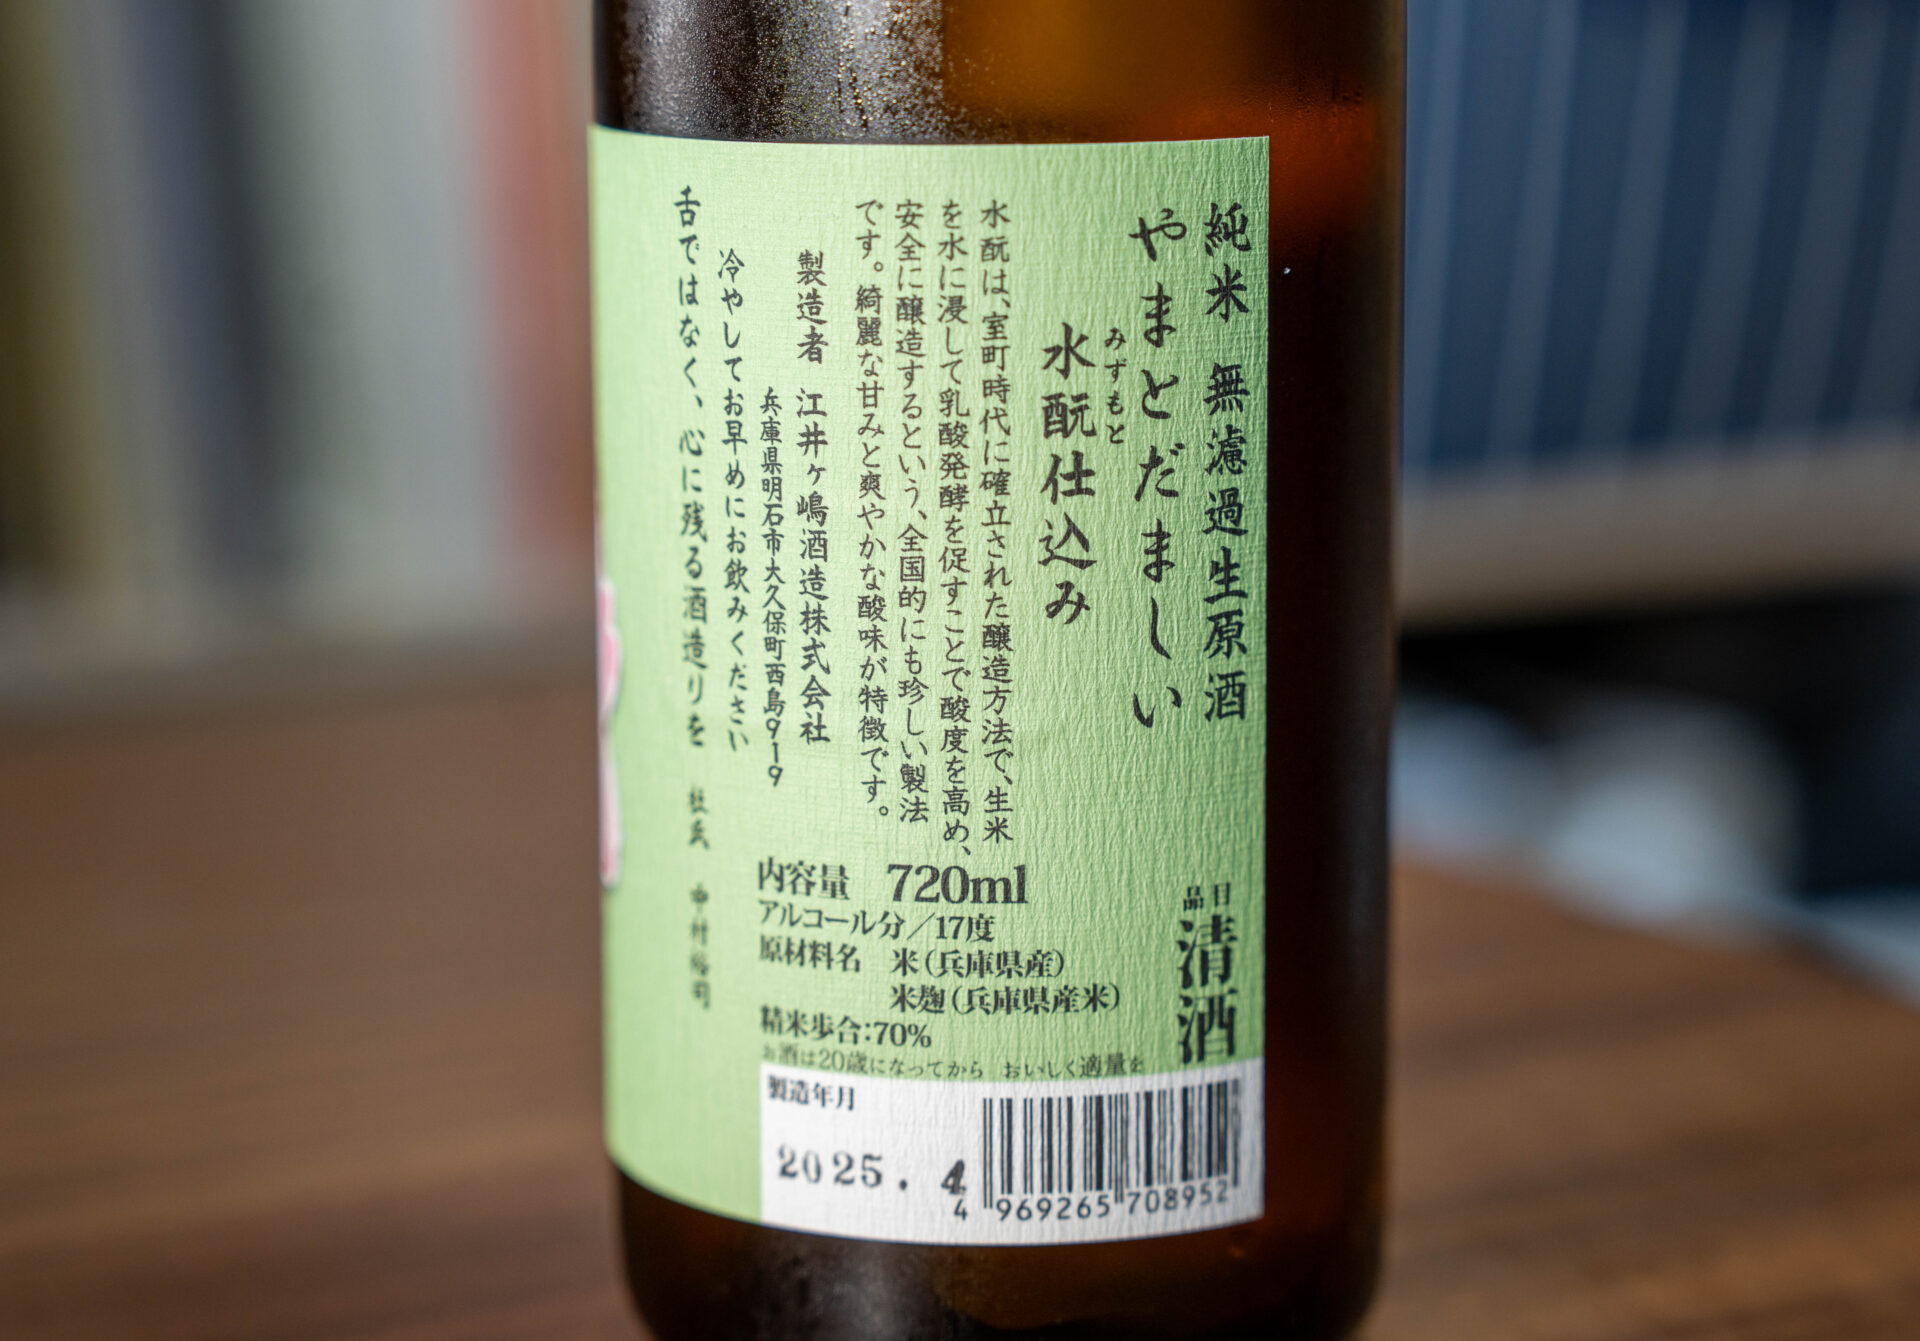 純米 無濾過生原酒
やまとだましい
みずもと
水酛仕込み
水酛は、室町時代に確立された醸造方法で、生米
を水に浸して乳酸発酵を促すことで酸度を高め、
安全に醸造するという、全国的にも珍しい製法
です。綺麗な甘みと爽やかな酸味が特徴です。
製造者 江井ヶ嶋酒造株式会社
兵庫県明石市大久保町西島919
冷やしてお早めにお飲みください
舌ではなく、心に残る酒造りを 杜氏 中村裕司
品目
清酒
内容量 720ml
アルコール分／17度
原材料名 米（兵庫県産）
米麹（兵庫県産米）
精米歩合：70%
お酒は20歳になってから おいしく適量を
製造年月
2025. 4
4 969265 708952